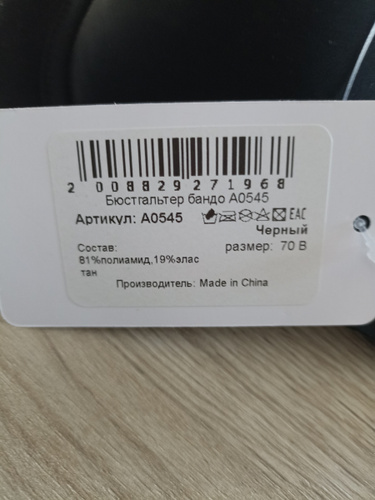 2 008829 271968
Бюстгальтер бандо А0545
Артикул: А0545
EAC
Черный
Состав:
размер: 70 В
81%полиамид,19%элас
тан
Производитель: Made in China